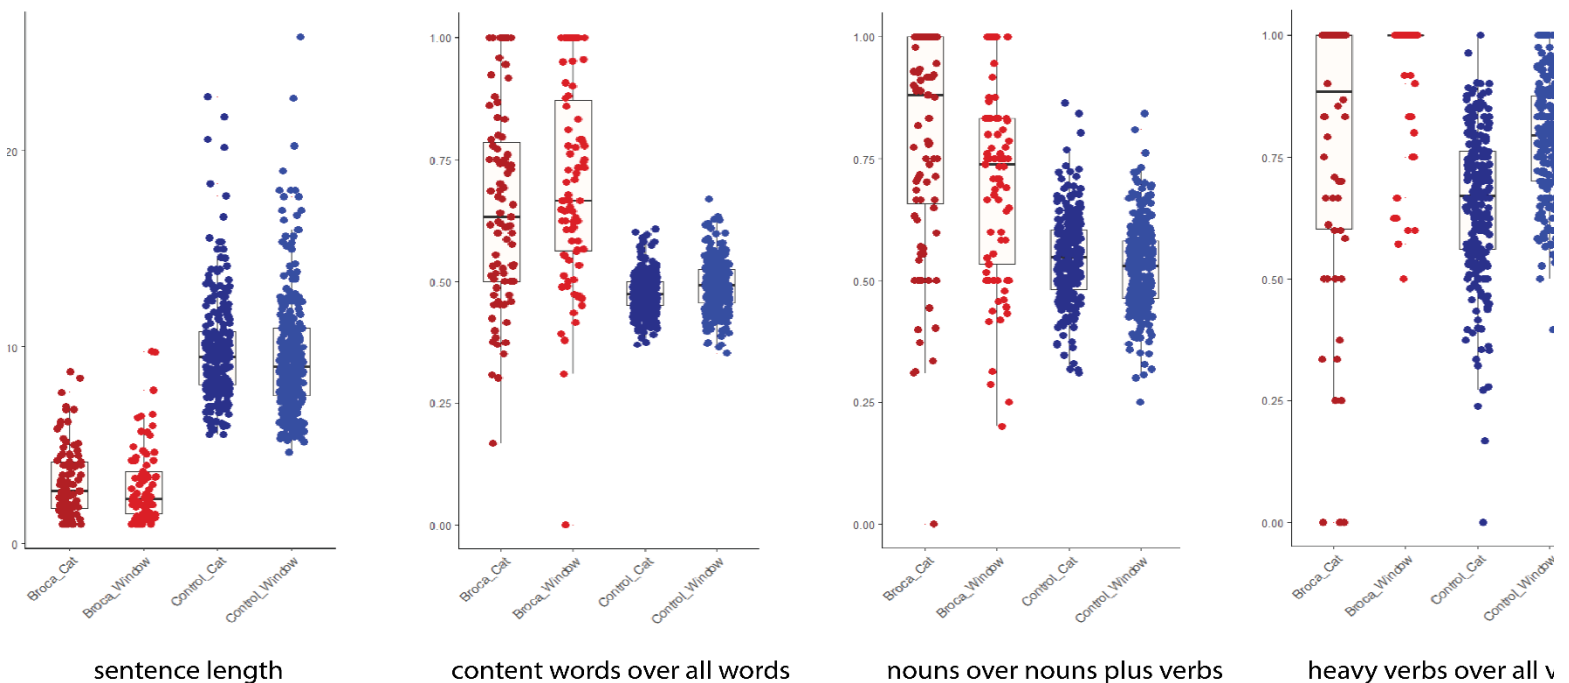 20
10
0
Broca_Cat
Broca_Window
Control_Cat
Control_Window
sentence length
1.00
0.75
0.50
0.25
0.00
Broca_Cat
Broca_Window
Control_Cat
Control_Window
content words over all words
1.00
0.75
0.50
0.25
0.00
Broca_Cat
Broca_Window
Control_Cat
Control_Window
nouns over nouns plus verbs
1.00
0.75
0.50
0.25
0.00
Broca_Cat
Broca_Window
Control_Cat
Control_Window
heavy verbs over all v